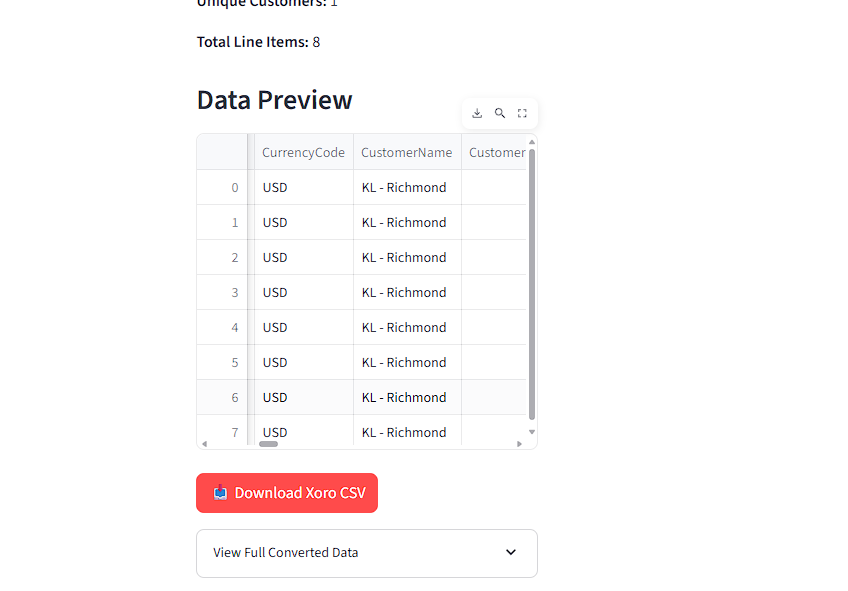 Unique Customers: 1
Total Line Items: 8
Data Preview
CurrencyCode CustomerName Customer
0 USD KL - Richmond
1 USD KL - Richmond
2 USD KL - Richmond
3 USD KL - Richmond
4 USD KL - Richmond
5 USD KL - Richmond
6 USD KL - Richmond
7 USD KL - Richmond
Download Xoro CSV
View Full Converted Data